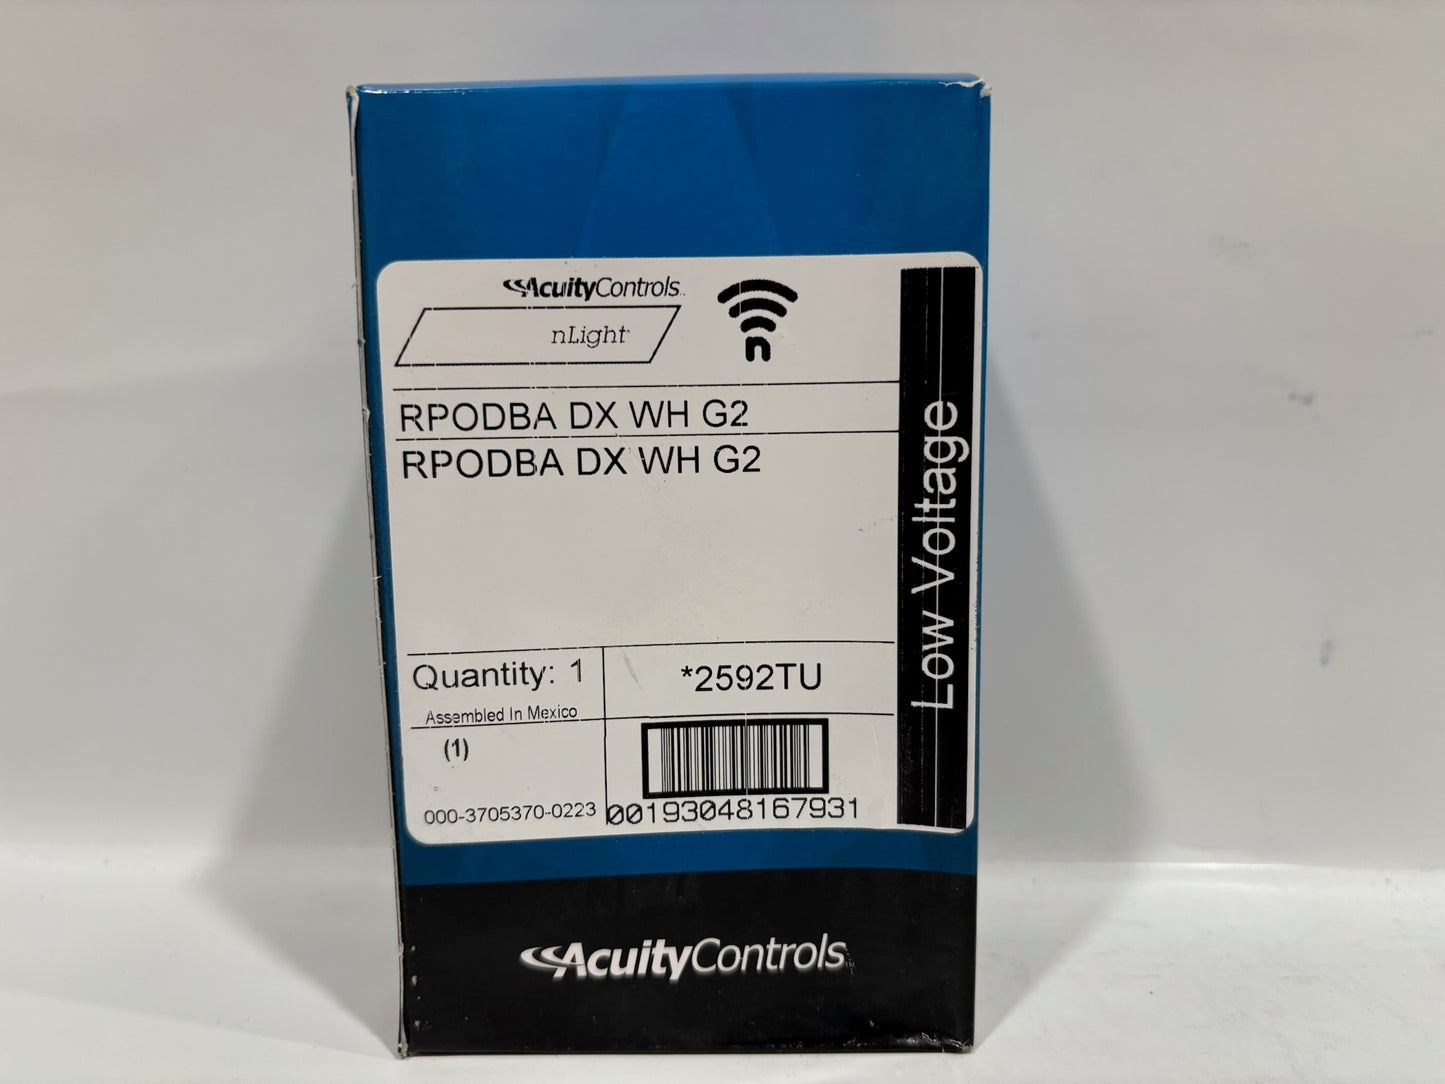 AcuityControls
nLight
n
RPODBA DX WH G2
RPODBA DX WH G2
Low Voltage
Quantity: 1
*2592TU
Assembled In Mexico
(1)
000-3705370-0223
00193048167931
AcuityControls